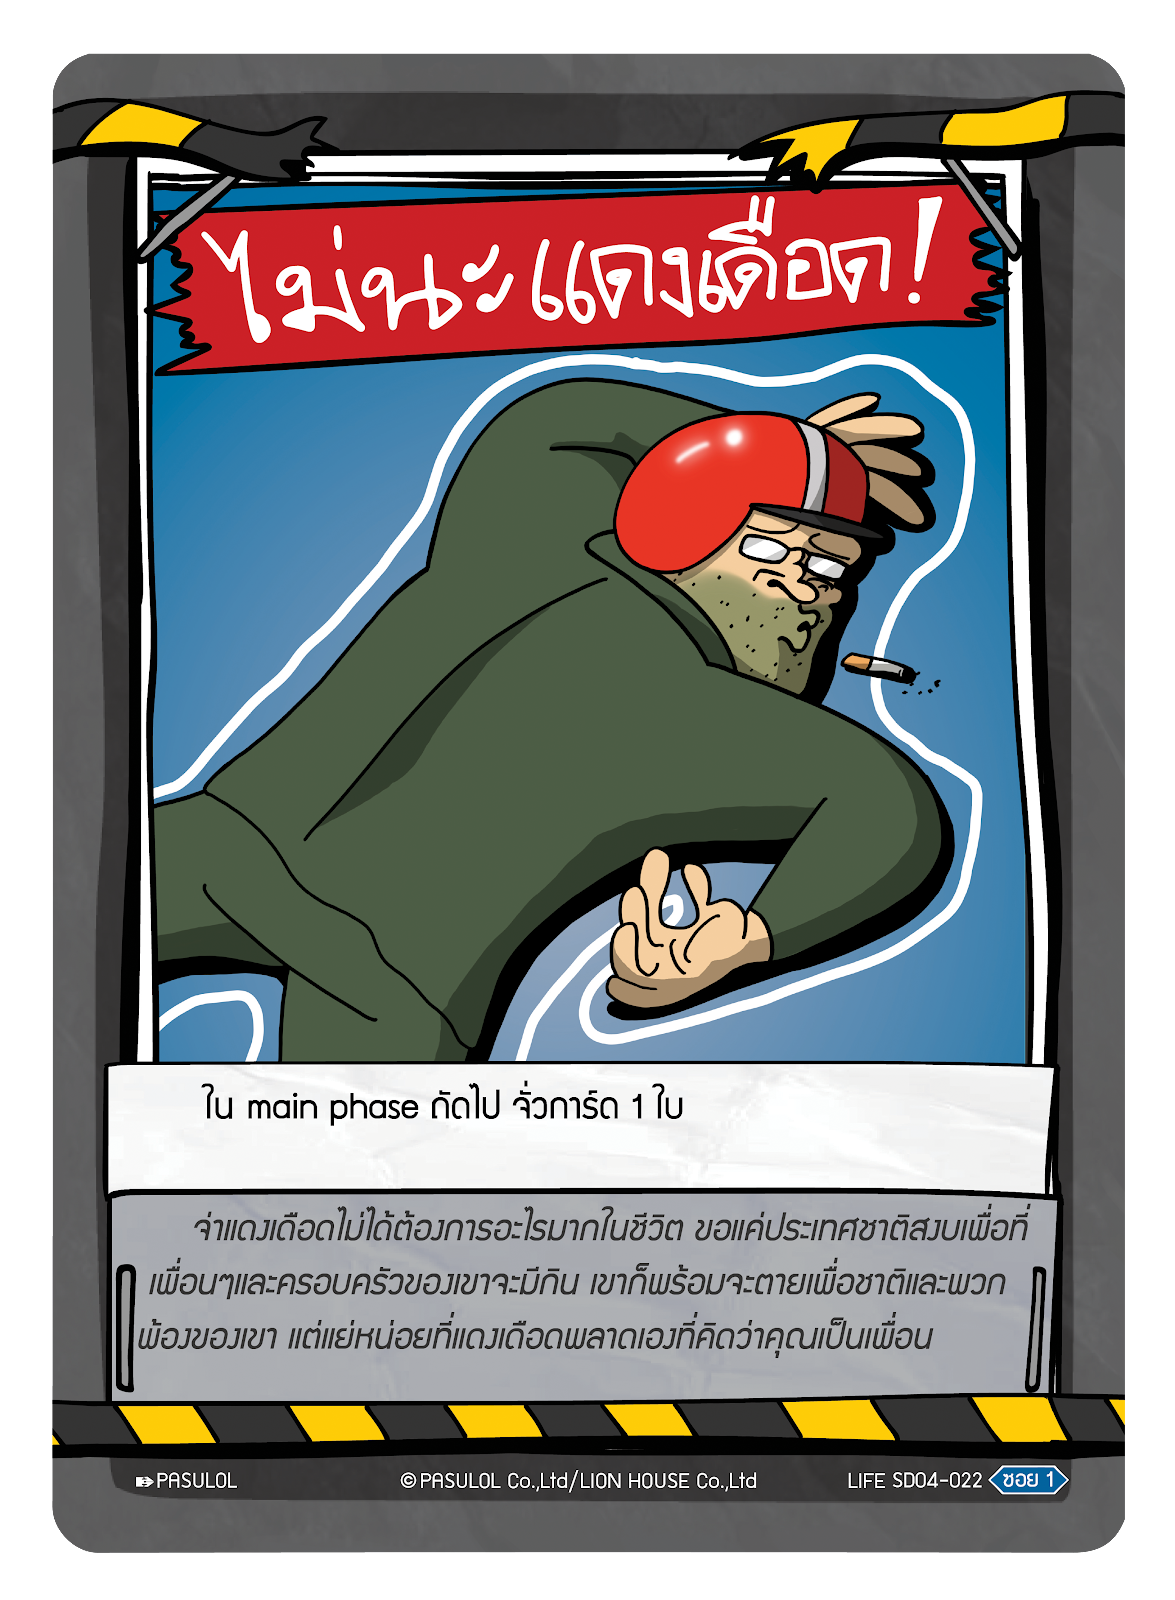 ไม่นะแดงเดือด!
ใน main phase ถัดไป จั่วการ์ด 1 ใบ
จ่าแดงเดือดไม่ได้ต้องการอะไรมากในชีวิต ขอแค่ประเทศชาติสงบเพื่อที่
เพื่อนๆและครอบครัวของเขาจะมีกิน เขาก็พร้อมจะตายเพื่อชาติและพวก
พ้องของเขา แต่แย่หน่อยที่แดงเดือดพลาดเองที่คิดว่าคุณเป็นเพื่อน
PASULOL ©PASULOL Co.,Ltd/LION HOUSE Co.,Ltd LIFE SD04-022 ซอย 1